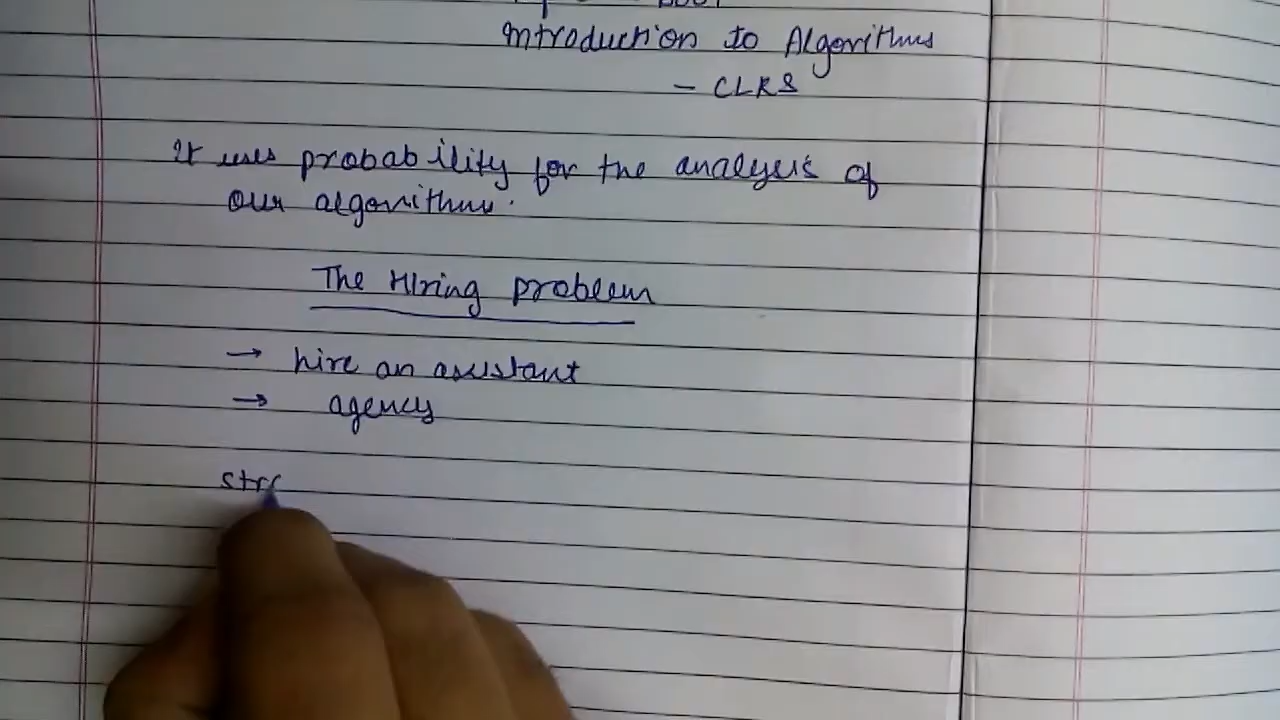 Introduction to Algorithms
- CLRS
It uses probability for the analysis of
our algorithms.
The Hiring problem
→ hire an assistant
→ agency
stra